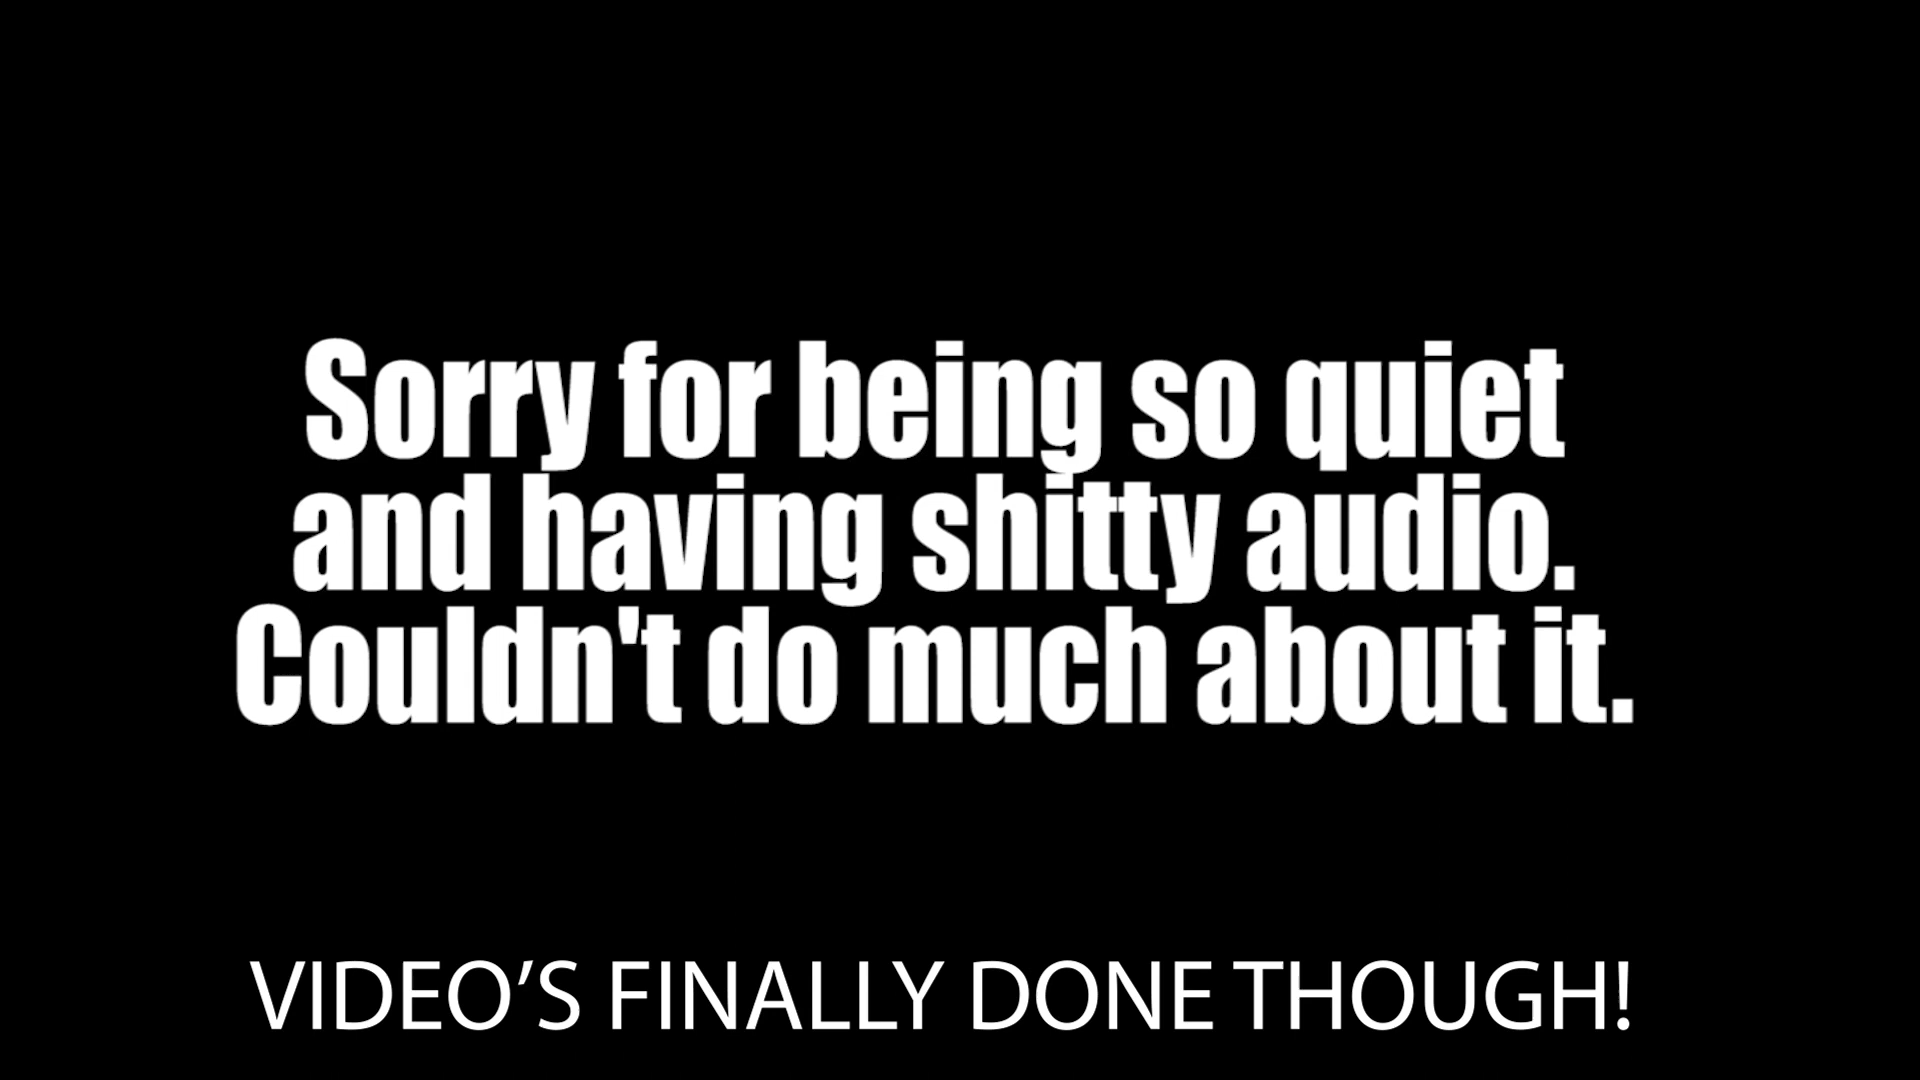 Sorry for being so quiet
and having shitty audio.
Couldn't do much about it.
VIDEO’S FINALLY DONE THOUGH!